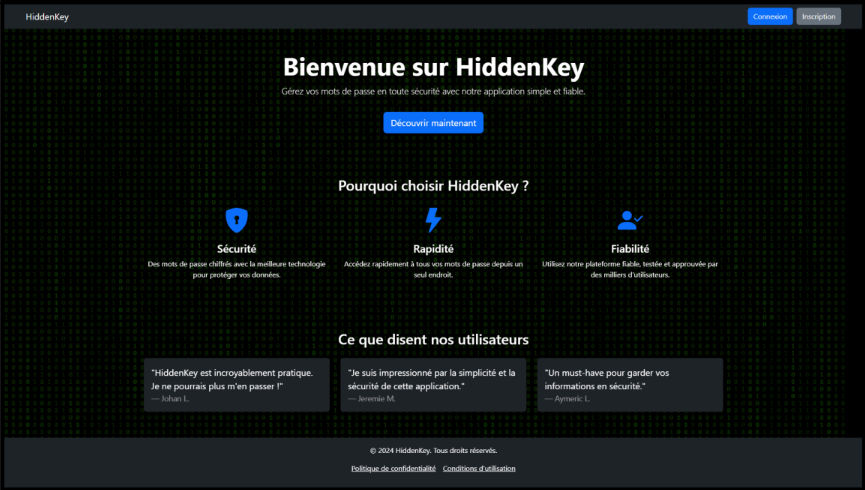 HiddenKey
Connexion
Inscription
Bienvenue sur HiddenKey
Gérez vos mots de passe en toute sécurité avec notre application simple et fiable.
Découvrir maintenant
Pourquoi choisir HiddenKey ?
Sécurité
Des mots de passe chiffrés avec la meilleure technologie
pour protéger vos données.
Rapidité
Accédez rapidement à tous vos mots de passe depuis un
seul endroit.
Fiabilité
Utilisez notre plateforme fiable, testée et approuvée par
des milliers d'utilisateurs.
Ce que disent nos utilisateurs
"HiddenKey est incroyablement pratique.
Je ne pourrais plus m'en passer !"
— Johan L.
"Je suis impressionné par la simplicité et la
sécurité de cette application."
— Jeremie M.
"Un must-have pour garder vos
informations en sécurité."
— Aymeric L.
© 2024 HiddenKey. Tous droits réservés.
Politique de confidentialité Conditions d'utilisation